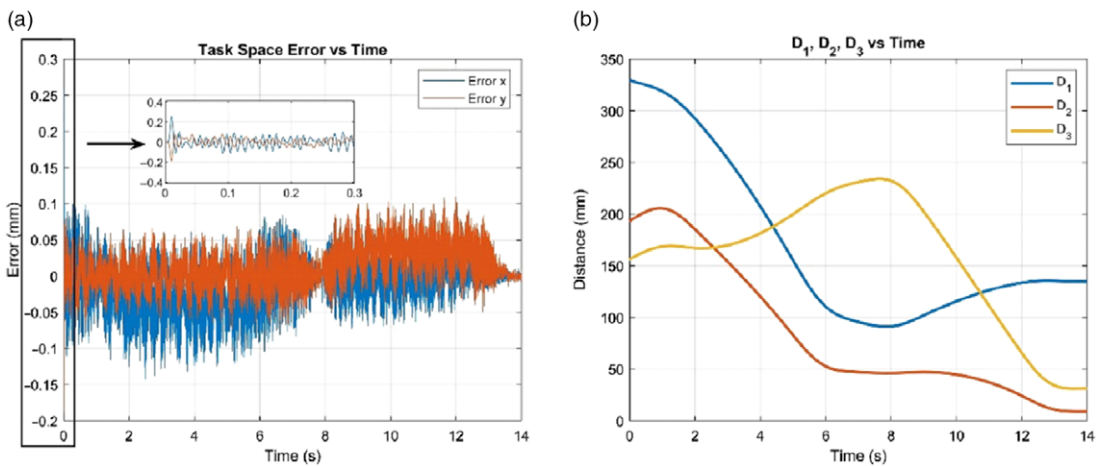 (a)
Task Space Error vs Time
Error x
Error y
Error (mm)
0.3
0.25
0.2
0.15
0.1
0.05
0
−0.05
−0.1
−0.15
−0.2
0 2 4 6 8 10 12 14
Time (s)
0.4
0.2
0
−0.2
−0.4
0 0.1 0.2 0.3
(b)
D₁, D₂, D₃ vs Time
D₁
D₂
D₃
Distance (mm)
350
300
250
200
150
100
50
0
0 2 4 6 8 10 12 14
Time (s)